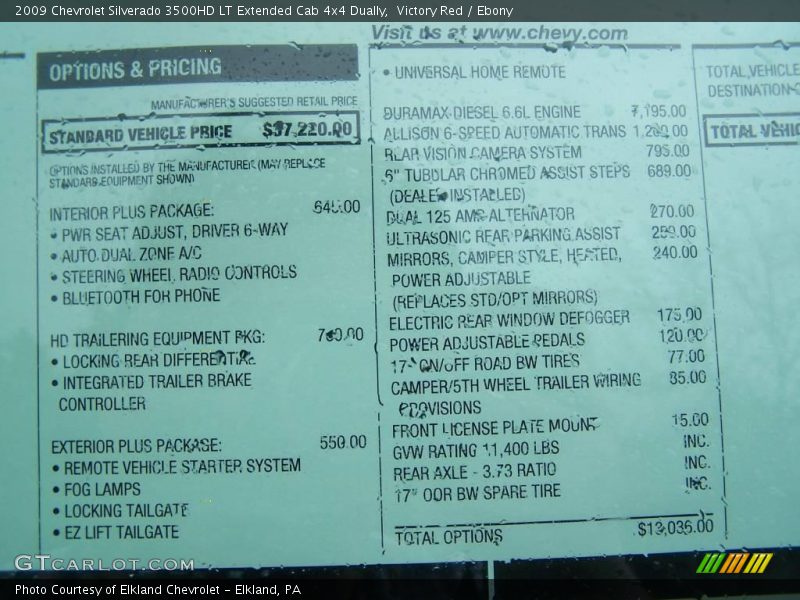 2009 Chevrolet Silverado 3500HD LT Extended Cab 4x4 Dually, Victory Red / Ebony
Visit us at www.chevy.com
OPTIONS & PRICING
MANUFACTURER'S SUGGESTED RETAIL PRICE
STANDARD VEHICLE PRICE $37,220.00
OPTIONS INSTALLED BY THE MANUFACTURER (MAY REPLACE
STANDARD EQUIPMENT SHOWN)
INTERIOR PLUS PACKAGE:
• PWR SEAT ADJUST, DRIVER 6-WAY
• AUTO DUAL ZONE A/C
• STEERING WHEEL RADIO CONTROLS
• BLUETOOTH FOR PHONE
HD TRAILERING EQUIPMENT PKG:
• LOCKING REAR DIFFERENTIAL
• INTEGRATED TRAILER BRAKE
CONTROLLER
EXTERIOR PLUS PACKAGE: 550.00
• REMOTE VEHICLE STARTER SYSTEM
• FOG LAMPS
• LOCKING TAILGATE
• EZ LIFT TAILGATE
• UNIVERSAL HOME REMOTE
DURAMAX DIESEL 6.6L ENGINE 7,195.00
ALLISON 6-SPEED AUTOMATIC TRANS
REAR VISION CAMERA SYSTEM 795.00
6" TUBULAR CHROMED ASSIST STEPS 689.00
(DEALER INSTALLED)
DUAL 125 AMP ALTERNATOR 270.00
ULTRASONIC REAR PARKING ASSIST
MIRRORS, CAMPER STYLE, HEATED, 240.00
POWER ADJUSTABLE
(REPLACES STD/OPT MIRRORS)
ELECTRIC REAR WINDOW DEFOGGER 175.00
POWER ADJUSTABLE PEDALS 120.00
17" ON/OFF ROAD BW TIRES 77.00
CAMPER/5TH WHEEL TRAILER WIRING 85.00
PROVISIONS
FRONT LICENSE PLATE MOUNT 15.00
GVW RATING 11,400 LBS INC.
REAR AXLE - 3.73 RATIO INC.
17" OOR BW SPARE TIRE INC.
TOTAL OPTIONS $13,035.00
TOTAL VEHICLE
DESTINATION
TOTAL VEHIC
GTCARLOT.COM
Photo Courtesy of Elkland Chevrolet - Elkland, PA